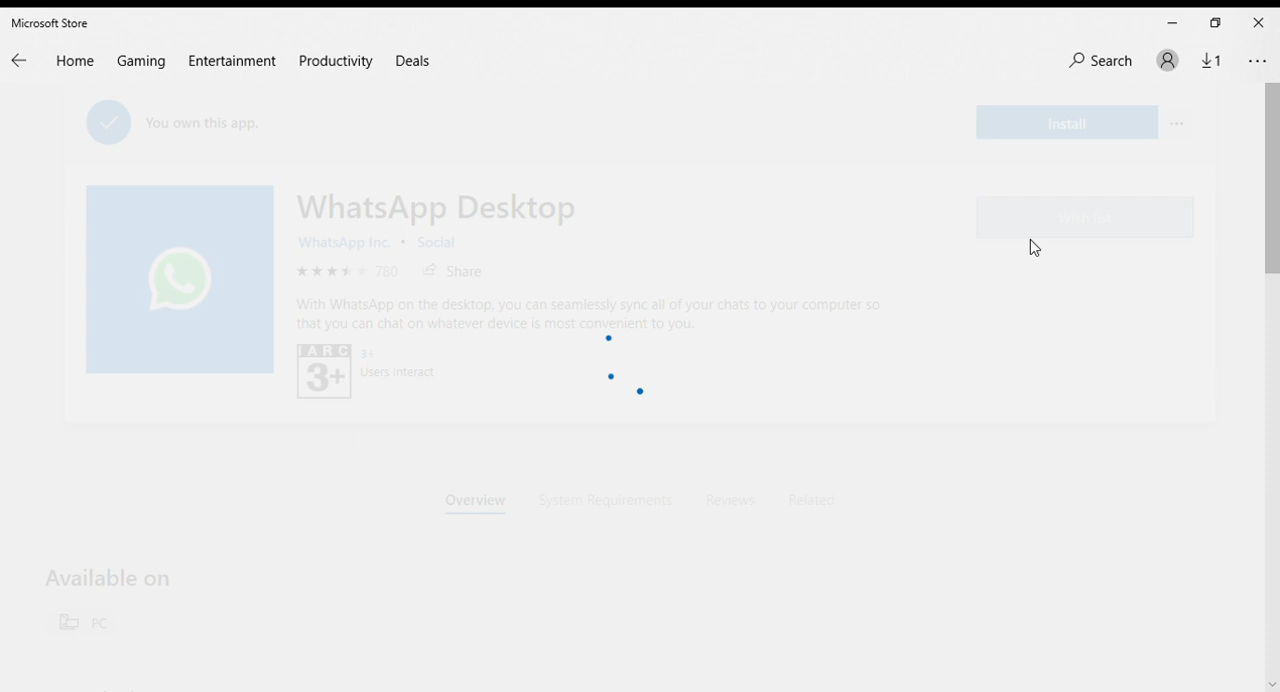 Microsoft Store
Home Gaming Entertainment Productivity Deals Search 1
You own this app. Install
WhatsApp Desktop
Wish list
WhatsApp Inc. • Social
780 Share
With WhatsApp on the desktop, you can seamlessly sync all of your chats to your computer so
that you can chat on whatever device is most convenient to you.
IARC
3+
3+
Users Interact
Overview System Requirements Reviews Related
Available on
PC